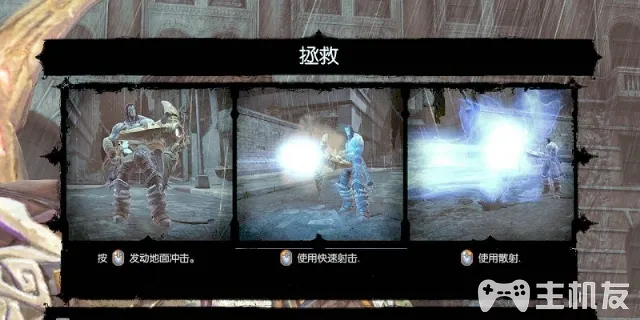 拯救
按 发动地面冲击。
使用快速射击.
使用散射.
主机友